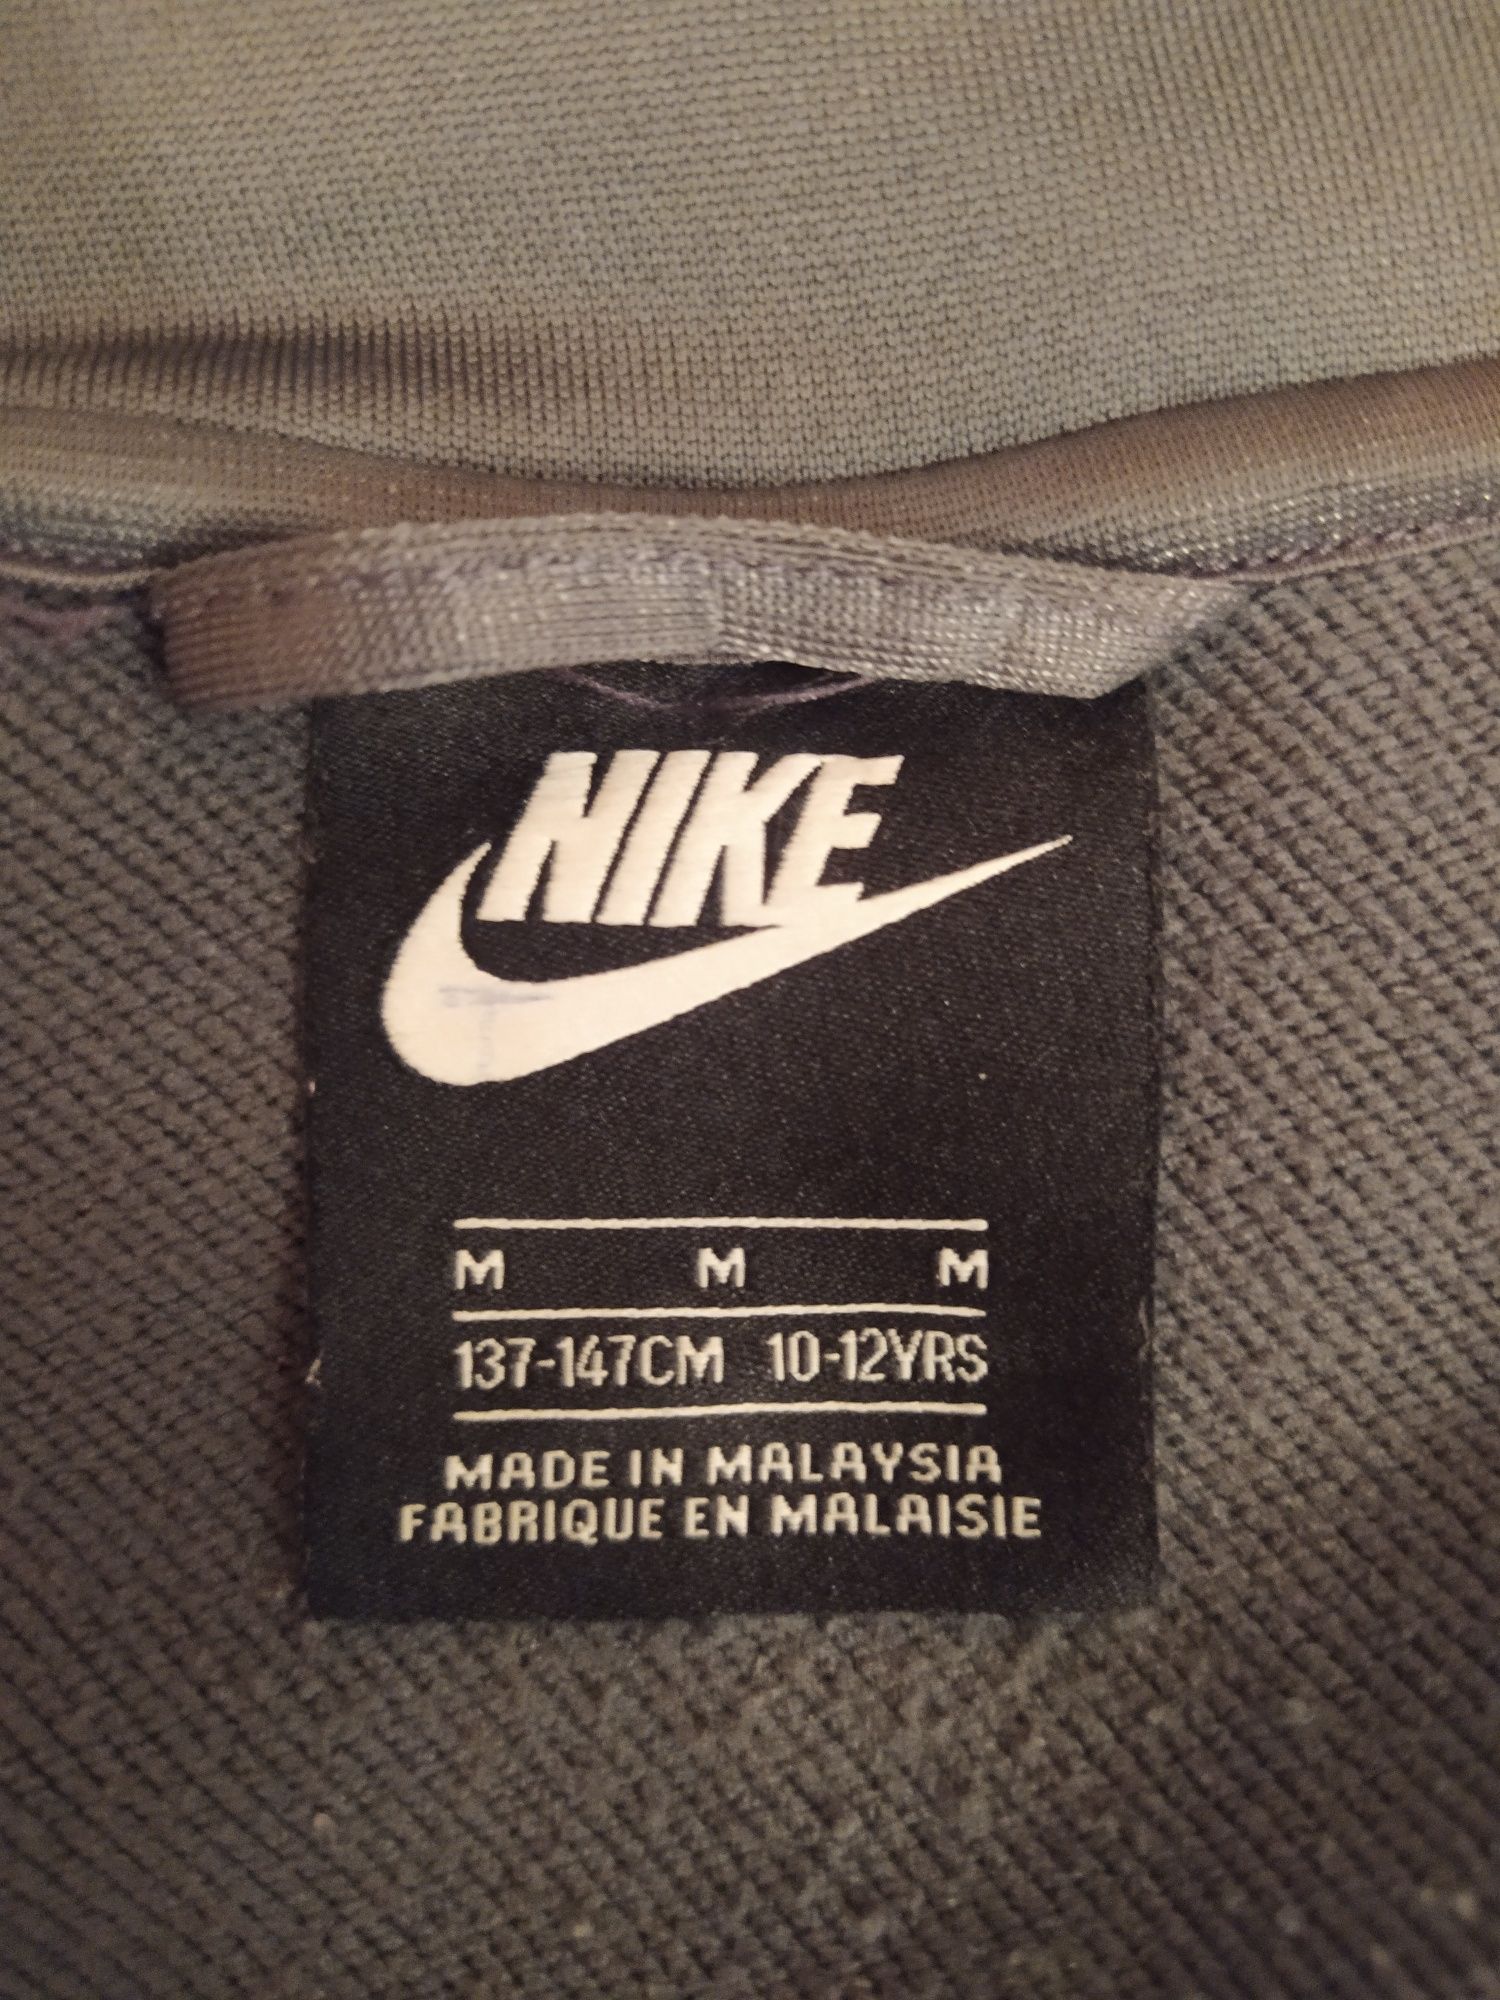 NIKE
M M M
137-147CM 10-12YRS
MADE IN MALAYSIA
FABRIQUE EN MALAISIE